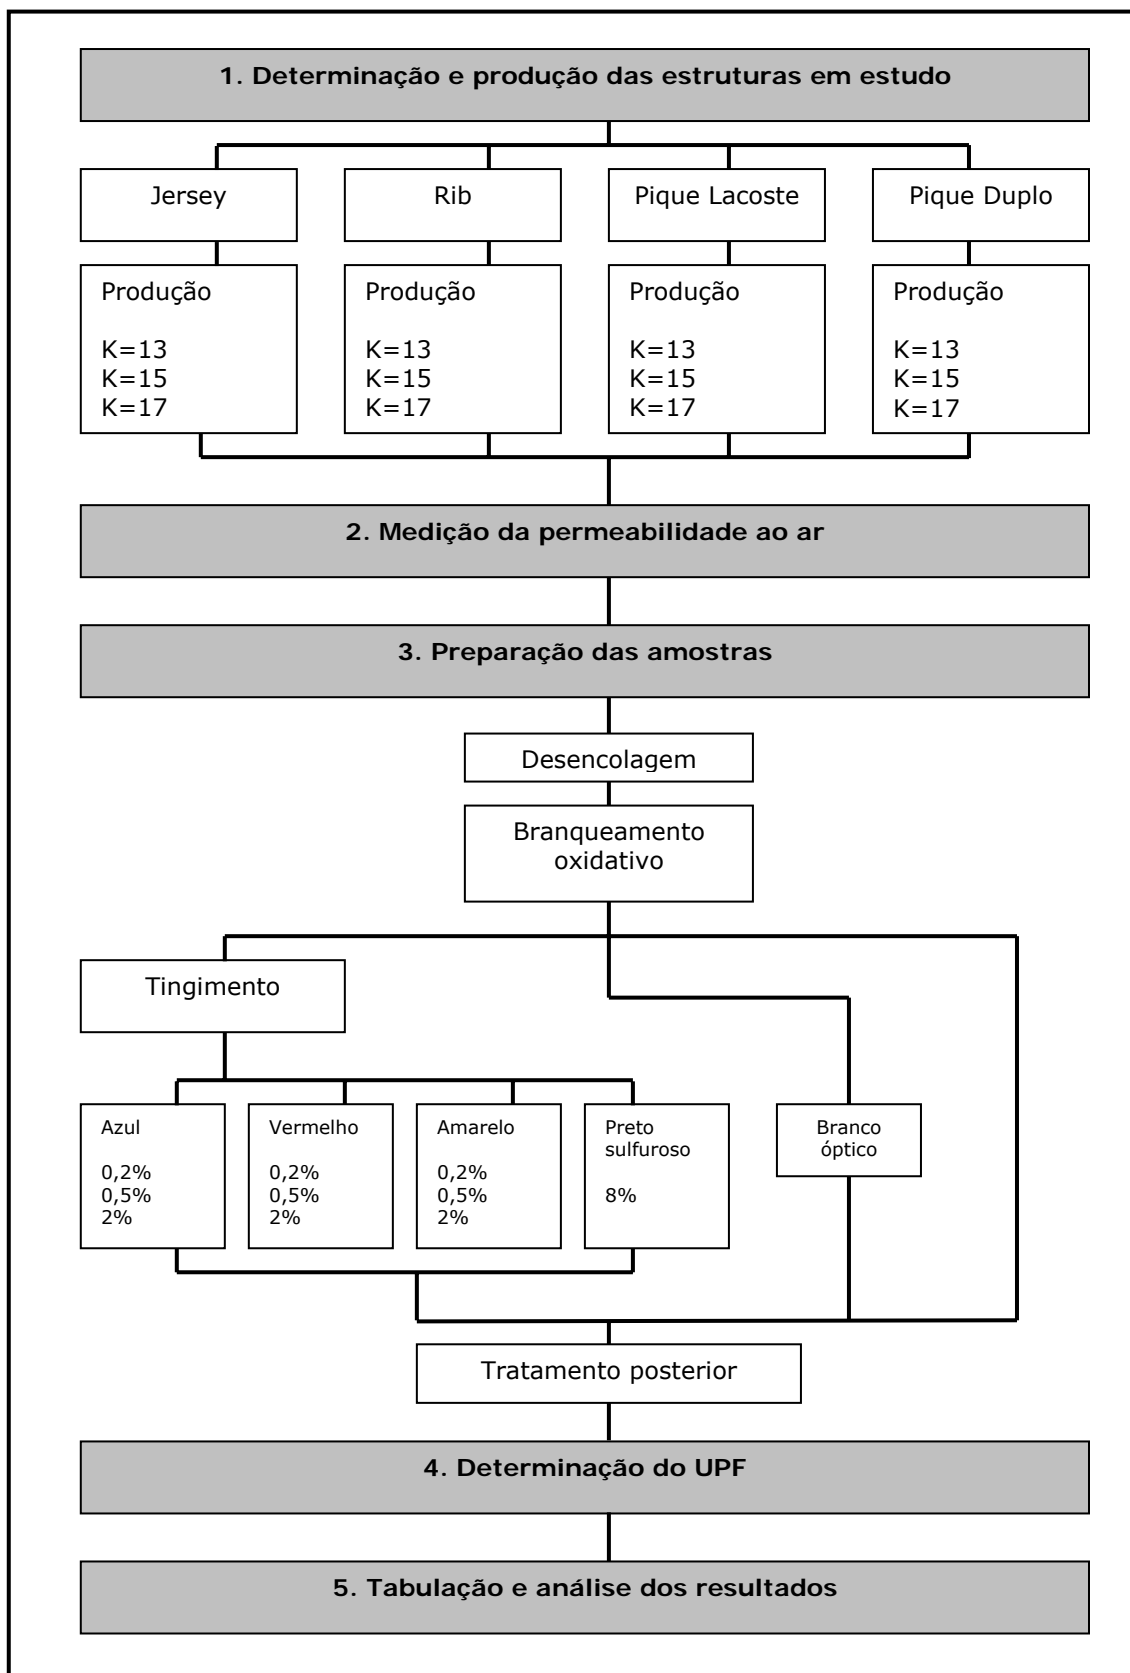 1. Determinação e produção das estruturas em estudo
Jersey
Rib
Pique Lacoste
Pique Duplo
Produção
K=13
K=15
K=17
Produção
K=13
K=15
K=17
Produção
K=13
K=15
K=17
Produção
K=13
K=15
K=17
2. Medição da permeabilidade ao ar
3. Preparação das amostras
Desencolagem
Branqueamento
oxidativo
Tingimento
Azul
0,2%
0,5%
2%
Vermelho
0,2%
0,5%
2%
Amarelo
0,2%
0,5%
2%
Preto
sulfuroso
8%
Branco
óptico
Tratamento posterior
4. Determinação do UPF
5. Tabulação e análise dos resultados